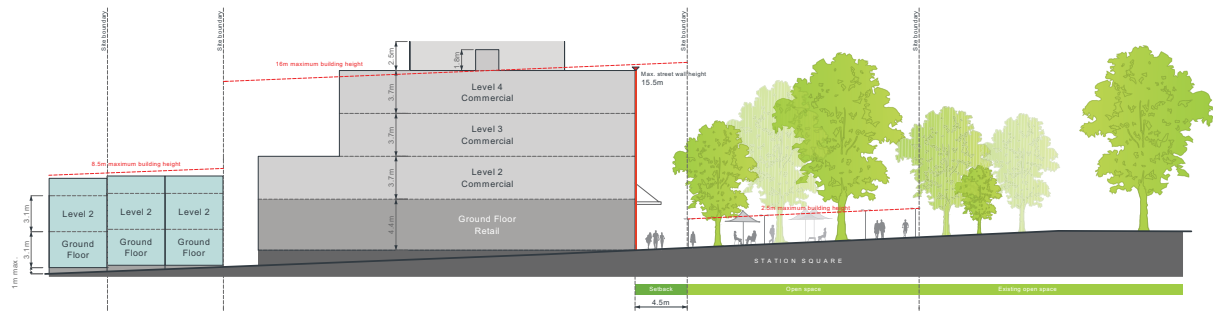 Site boundary
Site boundary
Site boundary
Site boundary
16m maximum building height
2.5m
1.8m
Max. street wall height
15.5m
3.7m
Level 4
Commercial
3.7m
Level 3
Commercial
8.5m maximum building height
3.7m
Level 2
Commercial
3.1m
Level 2
Level 2
Level 2
2.5m maximum building height
4.4m
Ground Floor
Retail
3.1m
Ground
Floor
Ground
Floor
Ground
Floor
1m max.
STATION SQUARE
Setback
Open space
Existing open space
4.5m